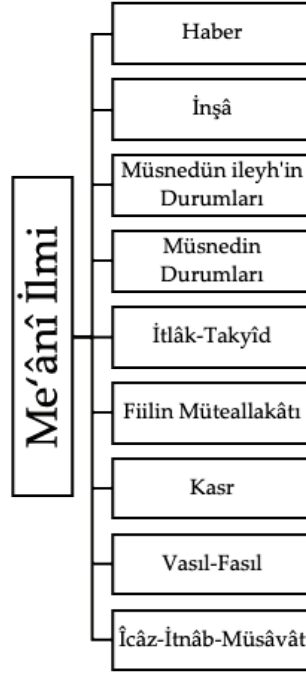 Me‘ânî İlmi
Haber
İnşâ
Müsnedün ileyh'in
Durumları
Müsnedin
Durumları
İtlâk-Takyîd
Fiilin Müteallakâtı
Kasr
Vasıl-Fasıl
Îcâz-İtnâb-Müsâvât